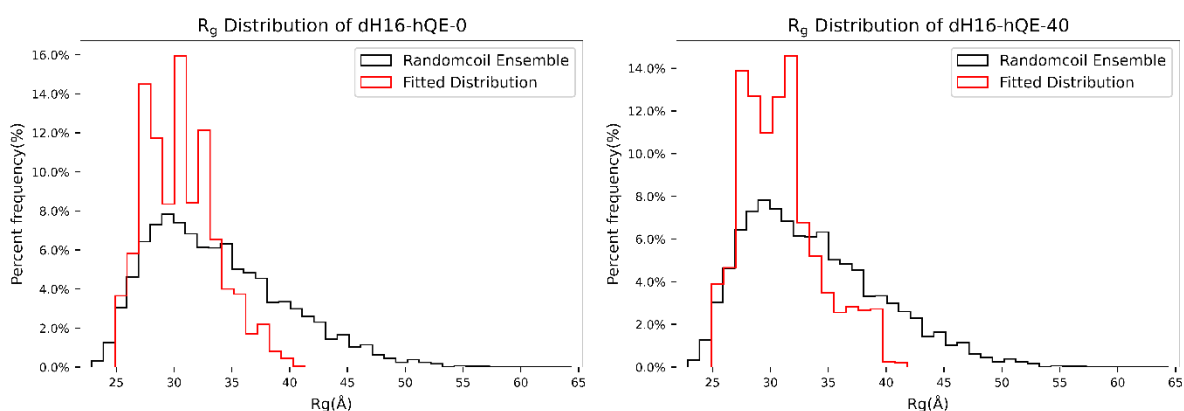 R_g Distribution of dH16-hQE-0
Randomcoil Ensemble
Fitted Distribution
Percent frequency(%)
16.0%
14.0%
12.0%
10.0%
8.0%
6.0%
4.0%
2.0%
0.0%
25 30 35 40 45 50 55 60 65
Rg(Å)
R_g Distribution of dH16-hQE-40
Randomcoil Ensemble
Fitted Distribution
Percent frequency(%)
14.0%
12.0%
10.0%
8.0%
6.0%
4.0%
2.0%
0.0%
25 30 35 40 45 50 55 60 65
Rg(Å)